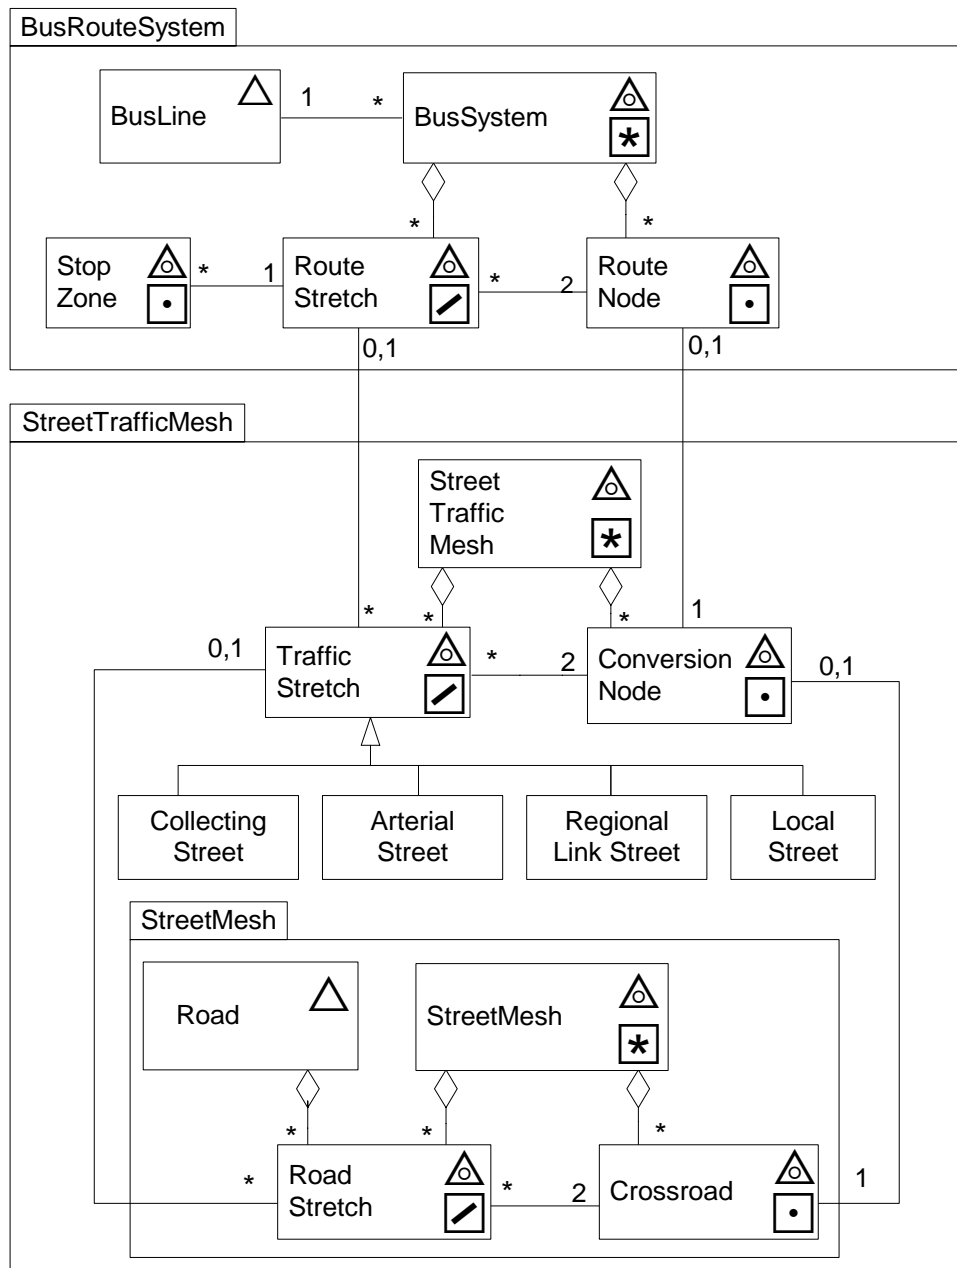 BusRouteSystem
BusLine
1
*
BusSystem
*
*
*
Stop
Zone
*
1
Route
Stretch
*
2
Route
Node
0,1
0,1
StreetTrafficMesh
Street
Traffic
Mesh
*
*
*
*
1
0,1
Traffic
Stretch
*
2
Conversion
Node
0,1
Collecting
Street
Arterial
Street
Regional
Link Street
Local
Street
StreetMesh
Road
StreetMesh
*
*
*
*
*
Road
Stretch
*
2
Crossroad
1